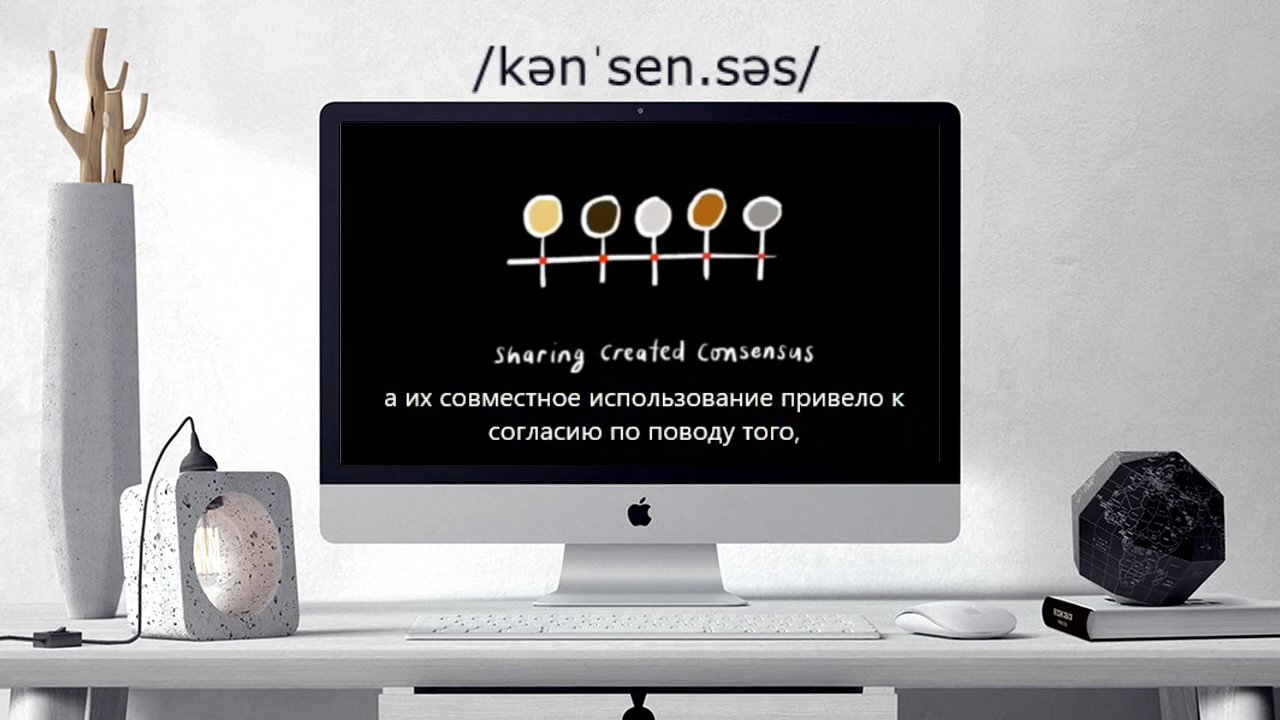 /kənˈsen.səs/
Sharing Created Consensus
а их совместное использование привело к
согласию по поводу того,